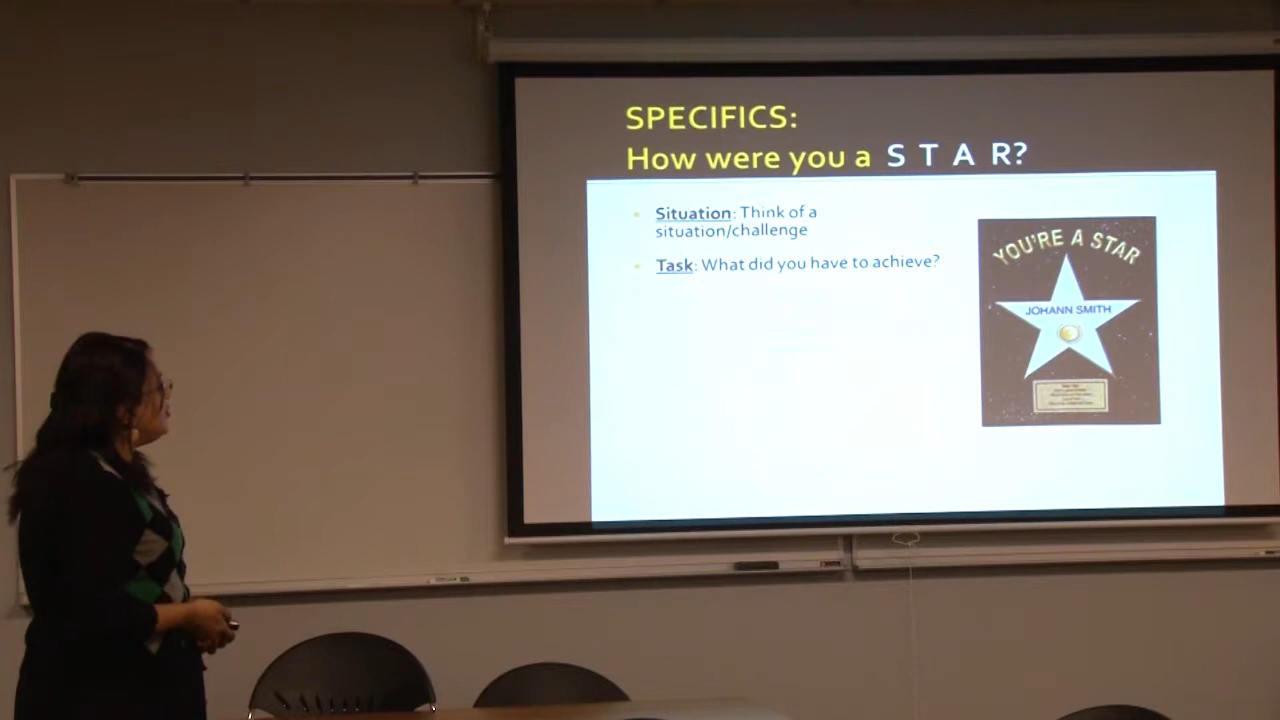 SPECIFICS:
How were you a S T A R?
Situation: Think of a
situation/challenge
Task: What did you have to achieve?
YOU'RE A STAR
JOHANN SMITH